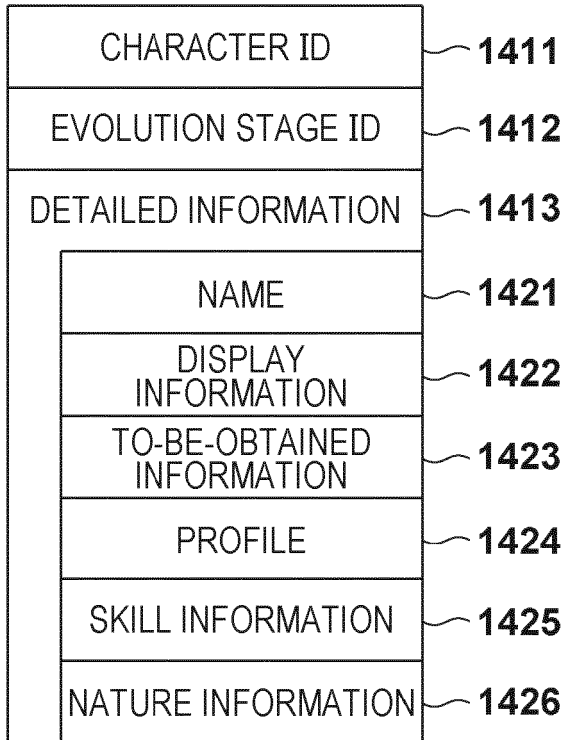 CHARACTER ID 1411
EVOLUTION STAGE ID 1412
DETAILED INFORMATION 1413
NAME 1421
DISPLAY
INFORMATION 1422
TO-BE-OBTAINED
INFORMATION 1423
PROFILE 1424
SKILL INFORMATION 1425
NATURE INFORMATION 1426